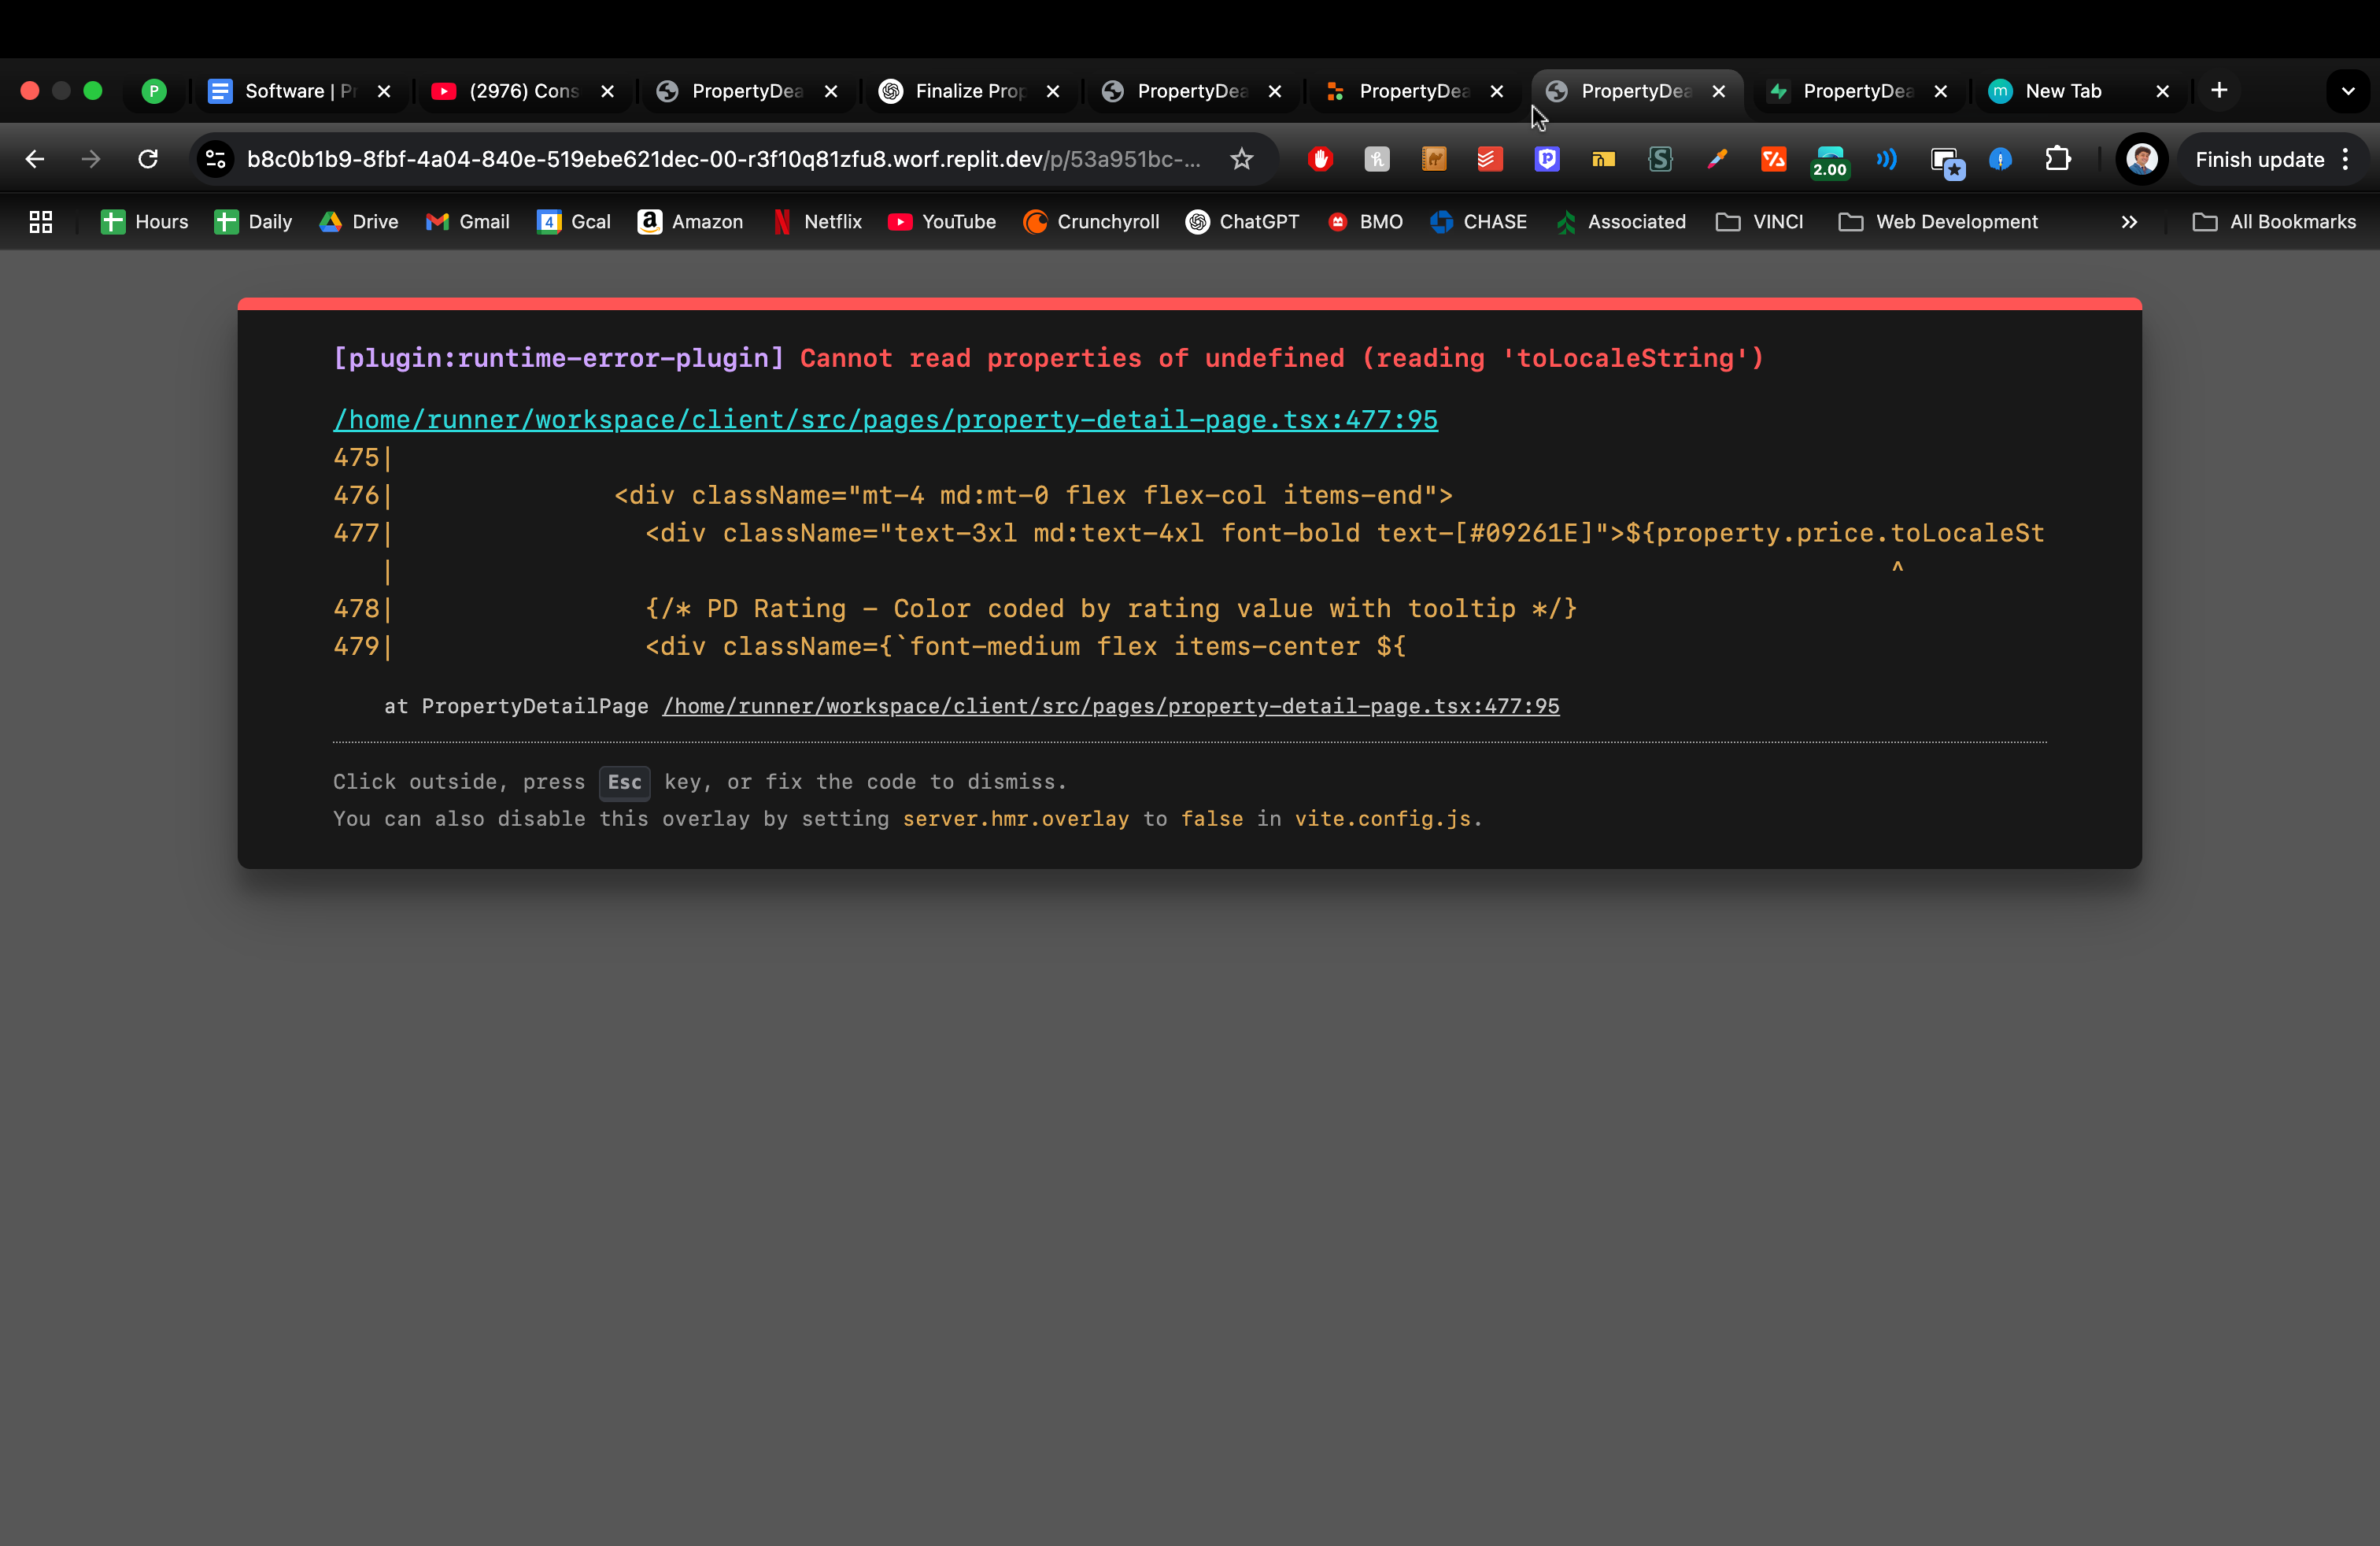 P
Software | Pr
(2976) Cons
PropertyDea
Finalize Prop
PropertyDea
PropertyDea
PropertyDea
PropertyDea
m
New Tab
b8c0b1b9-8fbf-4a04-840e-519ebe621dec-00-r3f10q81zfu8.worf.replit.dev/p/53a951bc-...
2.00
Finish update
Hours
Daily
Drive
Gmail
4
Gcal
a
Amazon
Netflix
YouTube
Crunchyroll
ChatGPT
BMO
CHASE
Associated
VINCI
Web Development
All Bookmarks
[plugin:runtime-error-plugin] Cannot read properties of undefined (reading 'toLocaleString')
/home/runner/workspace/client/src/pages/property-detail-page.tsx:477:95
475|
476|              <div className="mt-4 md:mt-0 flex flex-col items-end">
477|                <div className="text-3xl md:text-4xl font-bold text-[#09261E]">${property.price.toLocaleSt
   |                                                                                                ^
478|                {/* PD Rating - Color coded by rating value with tooltip */}
479|                <div className={`font-medium flex items-center ${
at PropertyDetailPage /home/runner/workspace/client/src/pages/property-detail-page.tsx:477:95
Click outside, press Esc key, or fix the code to dismiss.
You can also disable this overlay by setting server.hmr.overlay to false in vite.config.js.